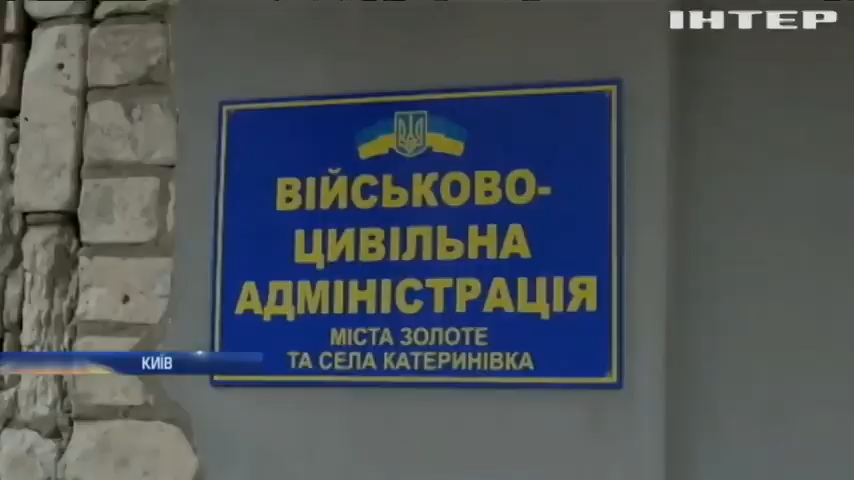 ІНТЕР
ВІЙСЬКОВО-
ЦИВІЛЬНА
АДМІНІСТРАЦІЯ
МІСТА ЗОЛОТЕ
ТА СЕЛА КАТЕРИНІВКА
КИЇВ